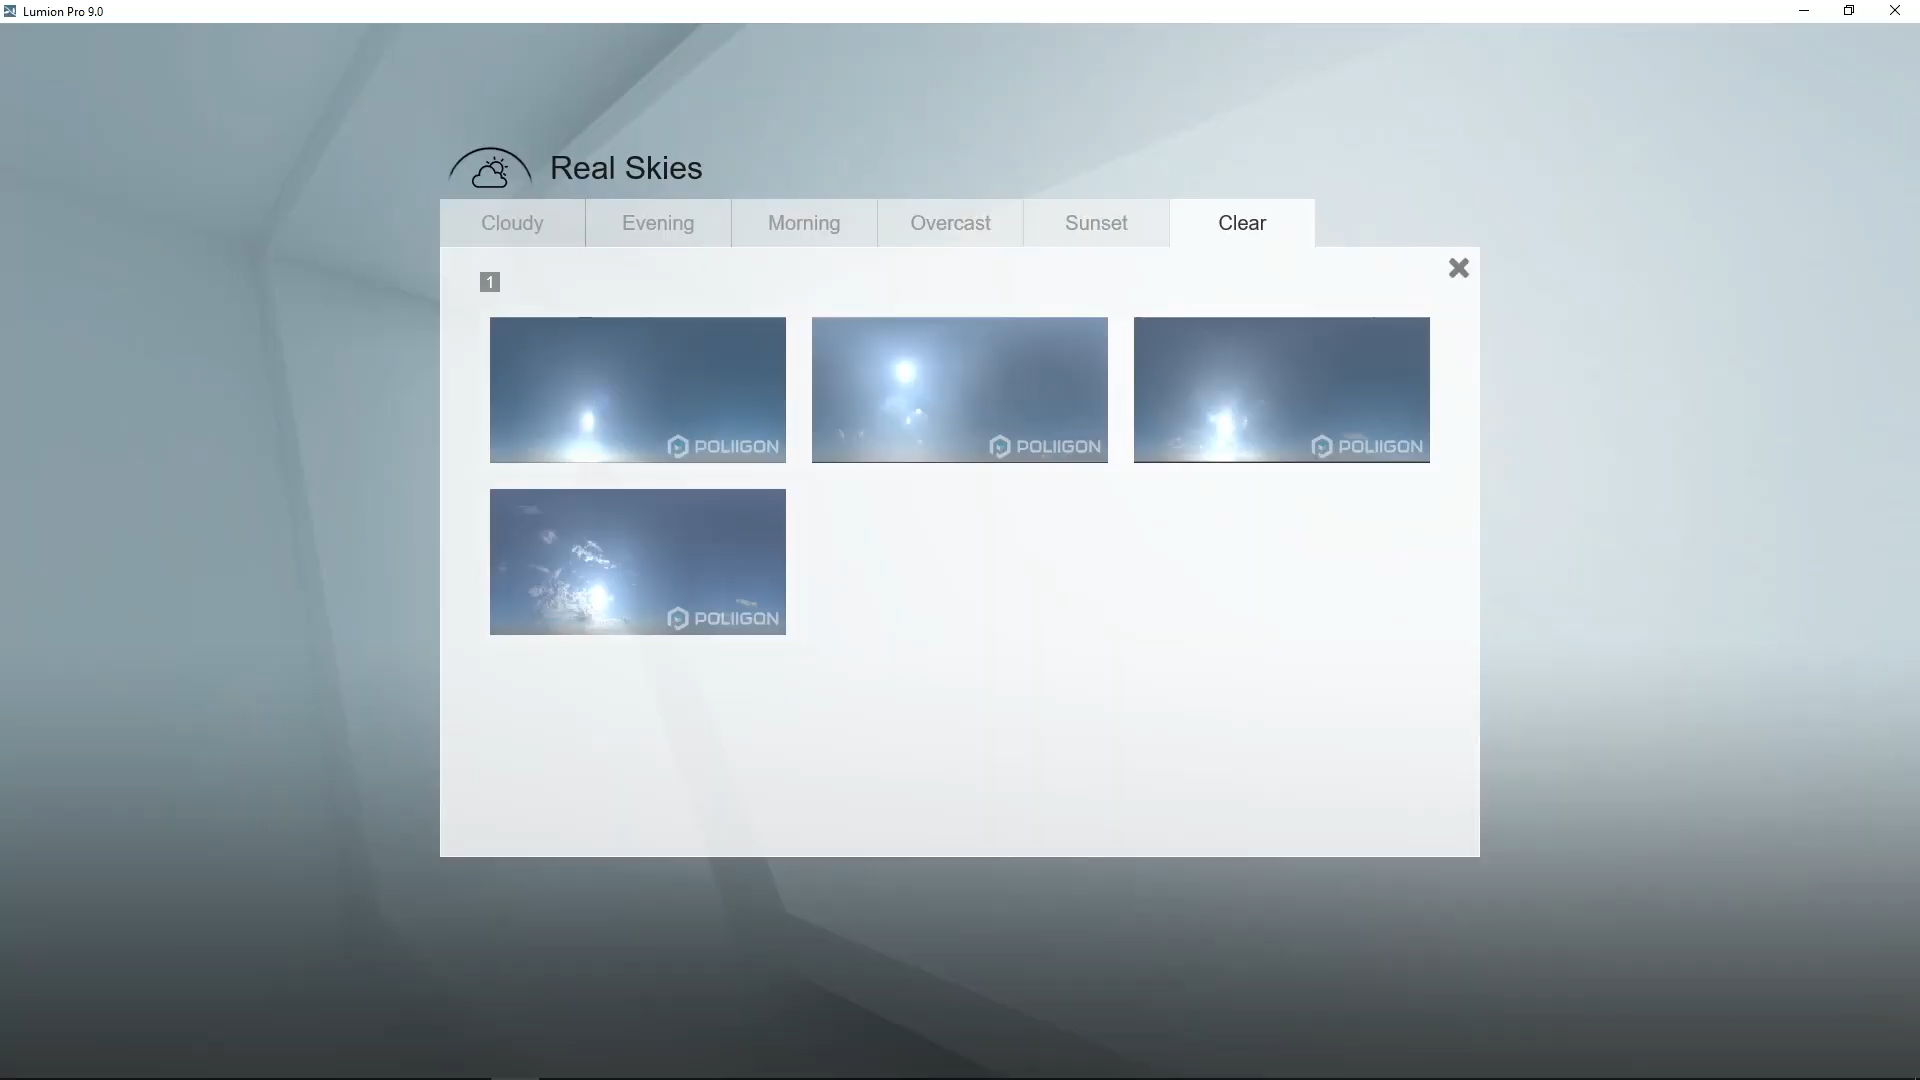 Lumion Pro 9.0
Real Skies
Cloudy Evening Morning Overcast Sunset Clear
1
POLIIGON POLIIGON POLIIGON
POLIIGON